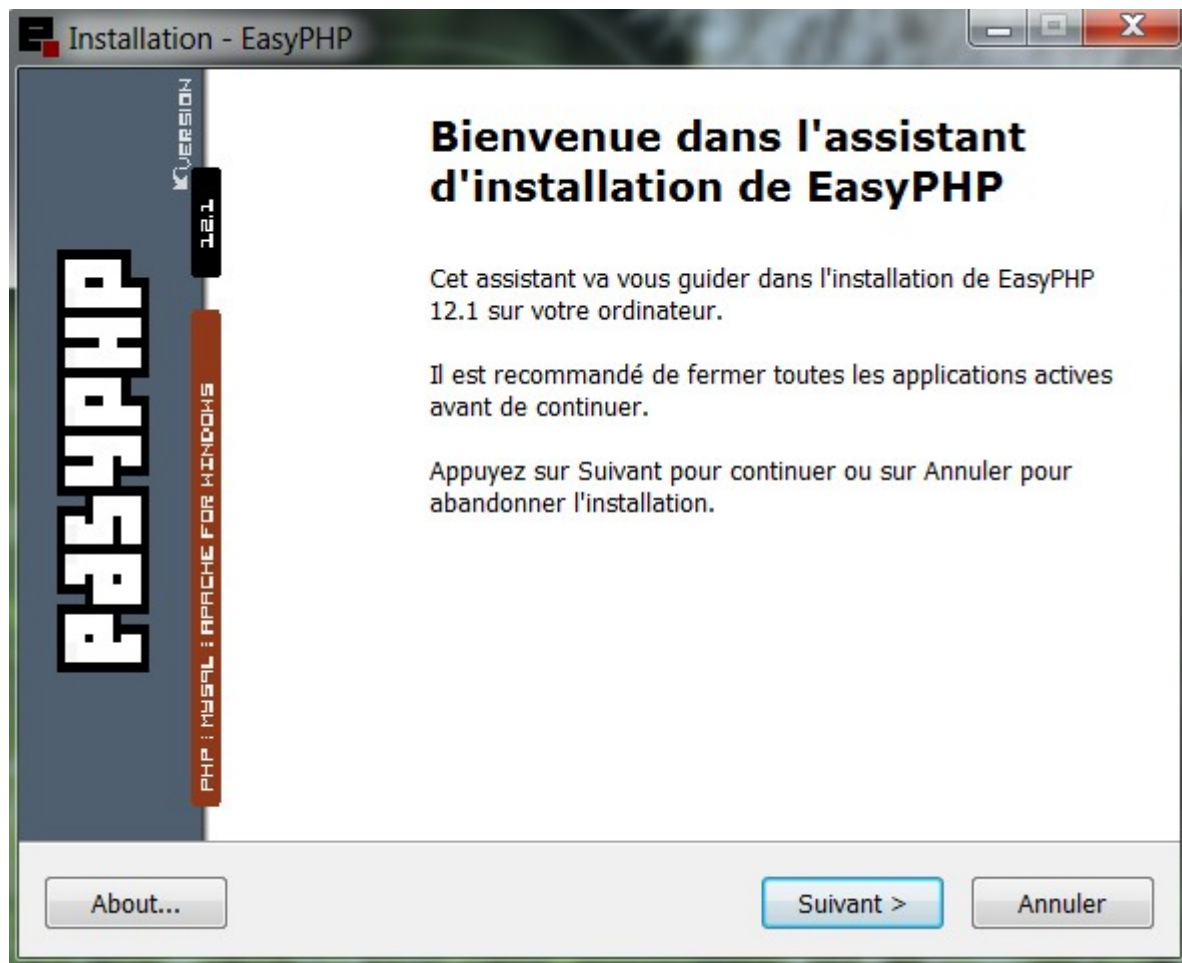 Installation - EasyPHP
VERSION
12.1
EasyPHP
PHP : MYSQL : APACHE FOR WINDOWS
Bienvenue dans l'assistant
d'installation de EasyPHP
Cet assistant va vous guider dans l'installation de EasyPHP
12.1 sur votre ordinateur.
Il est recommandé de fermer toutes les applications actives
avant de continuer.
Appuyez sur Suivant pour continuer ou sur Annuler pour
abandonner l'installation.
About...
Suivant >
Annuler